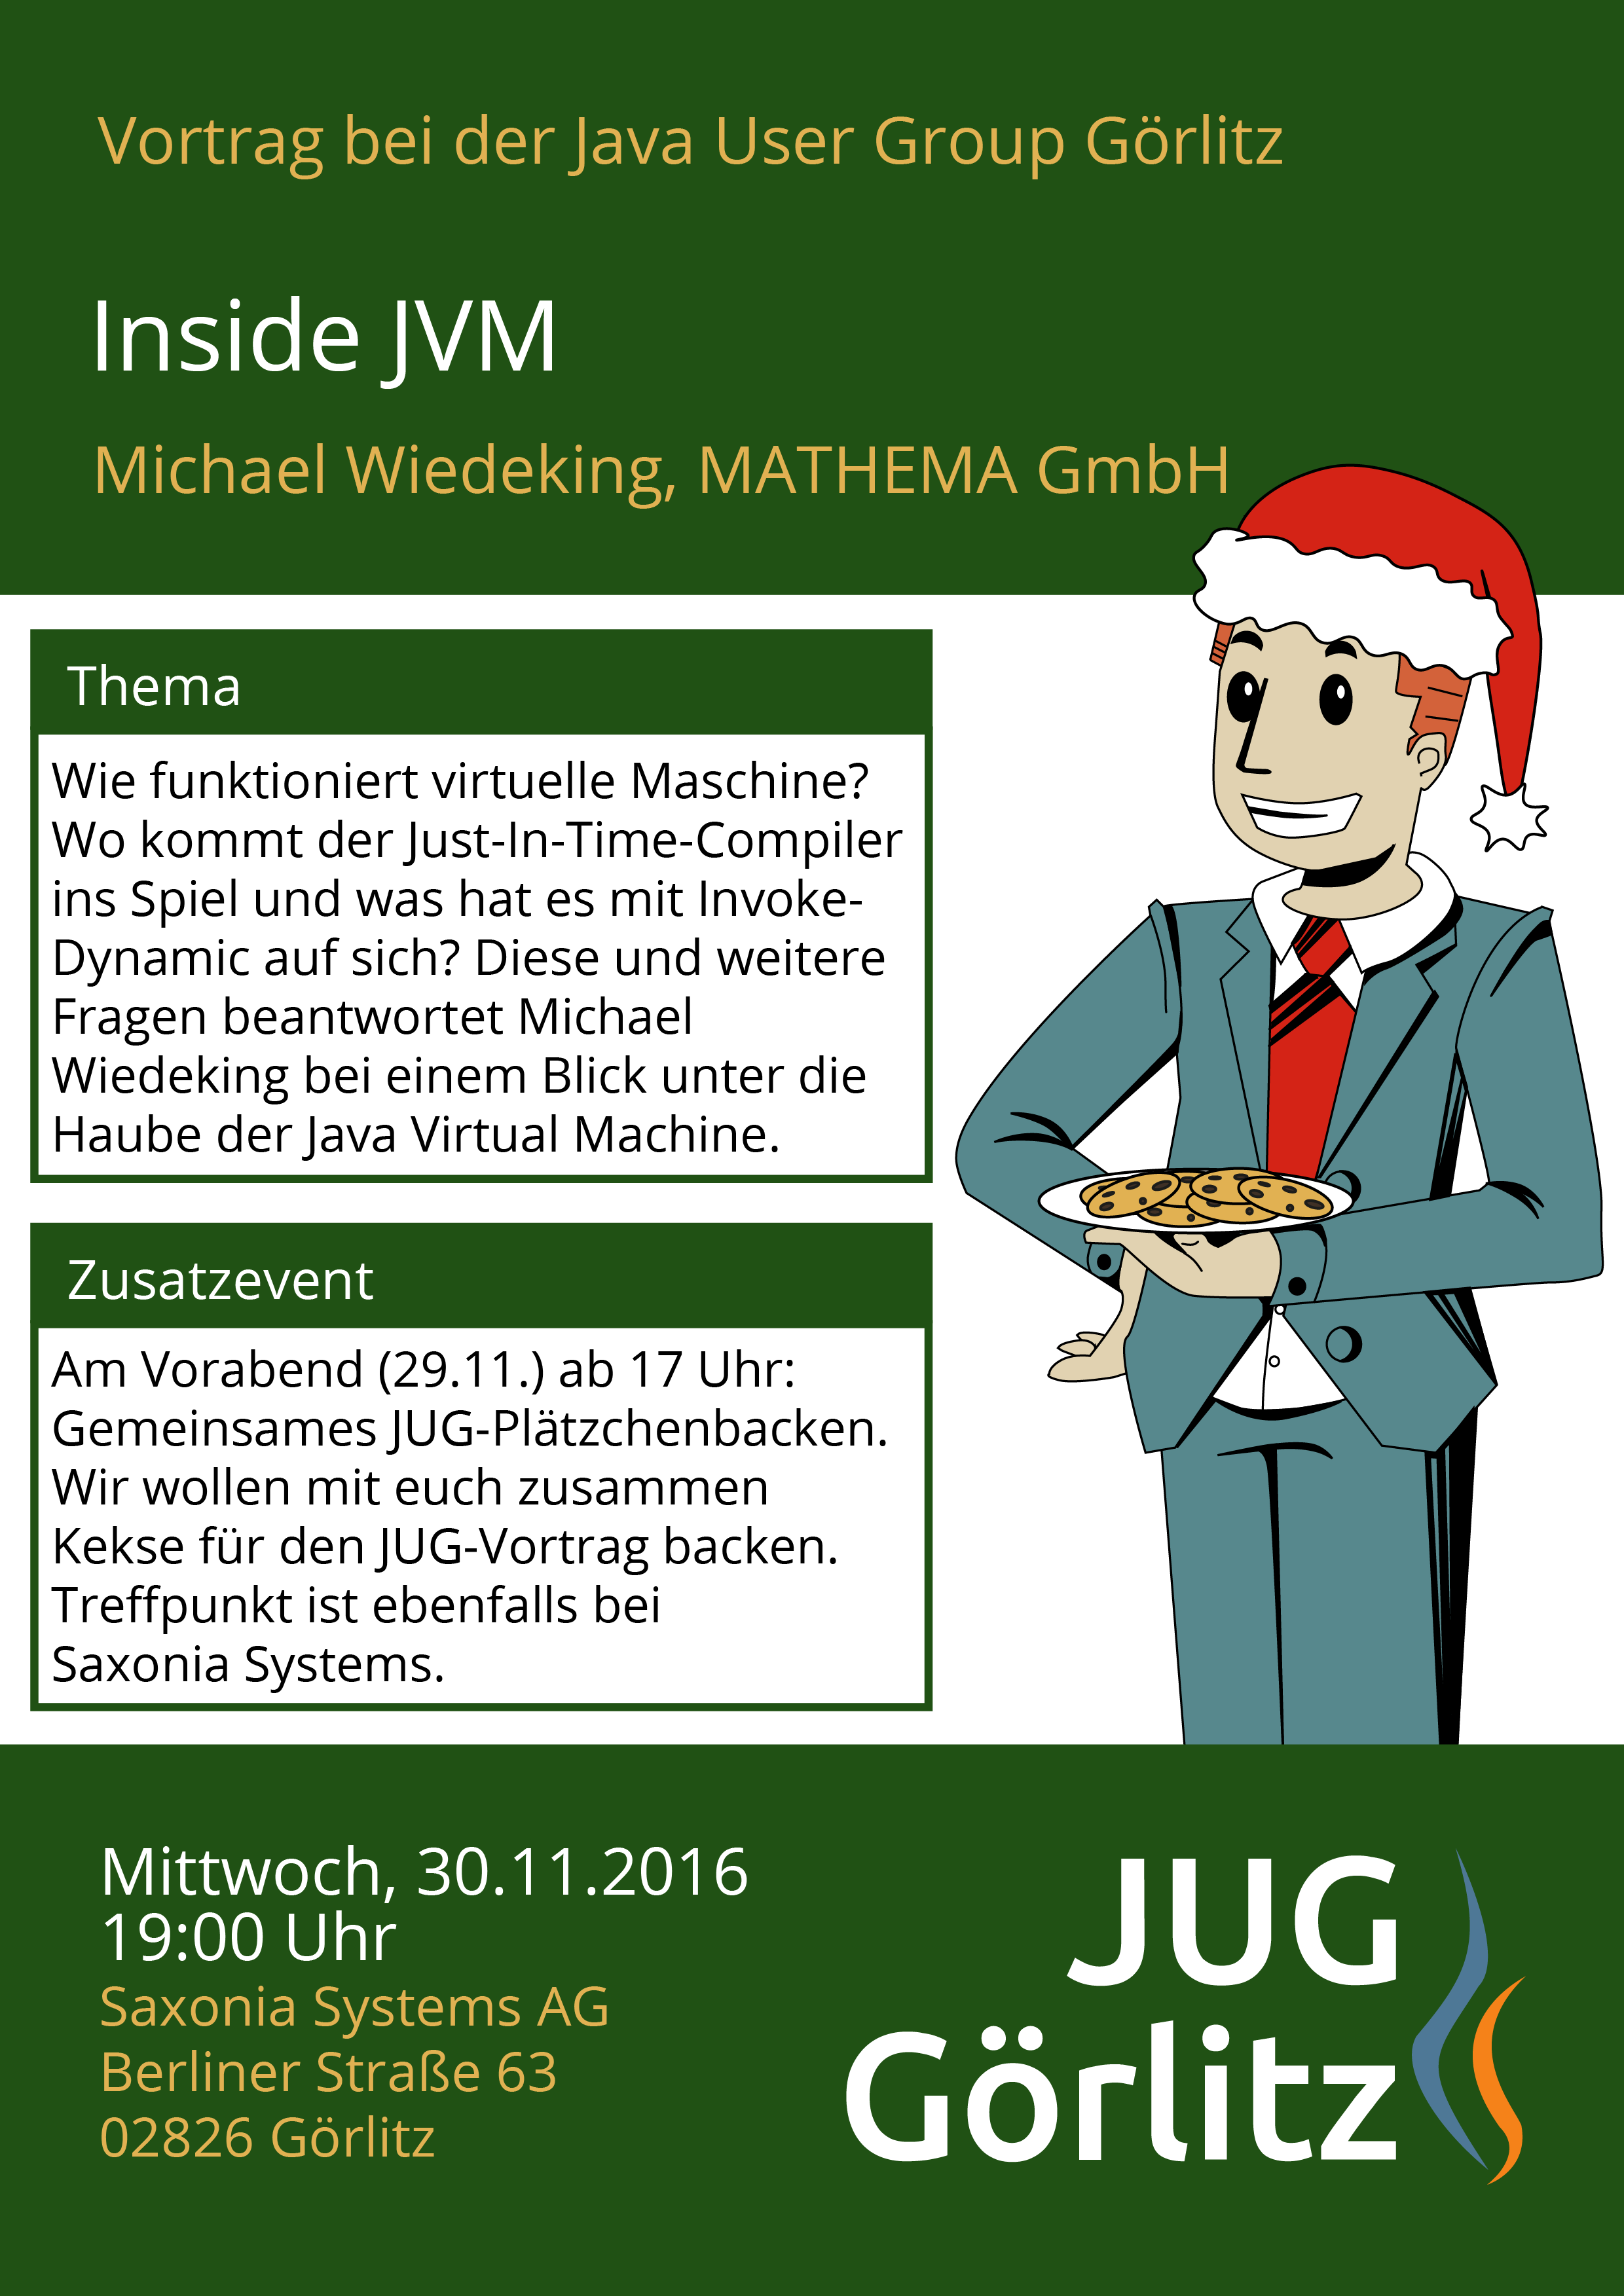 Vortrag bei der Java User Group Görlitz
Inside JVM
Michael Wiedeking, MATHEMA GmbH
Thema
Wie funktioniert virtuelle Maschine?
Wo kommt der Just-In-Time-Compiler
ins Spiel und was hat es mit Invoke-
Dynamic auf sich? Diese und weitere
Fragen beantwortet Michael
Wiedeking bei einem Blick unter die
Haube der Java Virtual Machine.
Zusatzevent
Am Vorabend (29.11.) ab 17 Uhr:
Gemeinsames JUG-Plätzchenbacken.
Wir wollen mit euch zusammen
Kekse für den JUG-Vortrag backen.
Treffpunkt ist ebenfalls bei
Saxonia Systems.
Mittwoch, 30.11.2016
19:00 Uhr
Saxonia Systems AG
Berliner Straße 63
02826 Görlitz
JUG
Görlitz